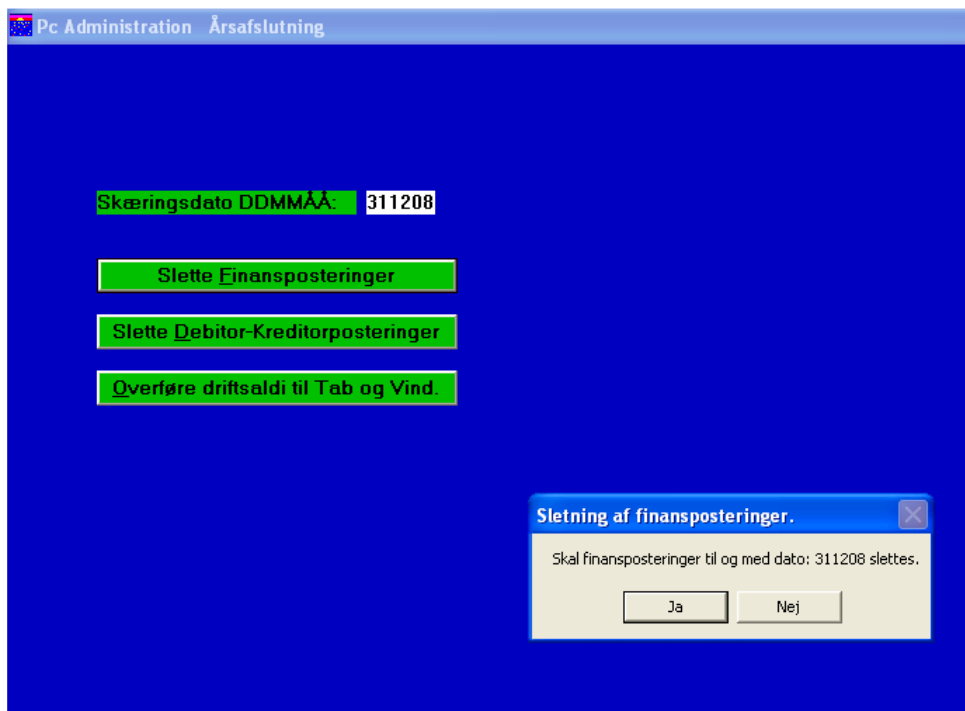 Pc Administration Årsafslutning
Skæringsdato DDMMÅÅ: 311208
Slette Finansposteringer
Slette Debitor-Kreditorposteringer
Overføre driftsaldi til Tab og Vind.
Sletning af finansposteringer.
Skal finansposteringer til og med dato: 311208 slettes.
Ja Nej